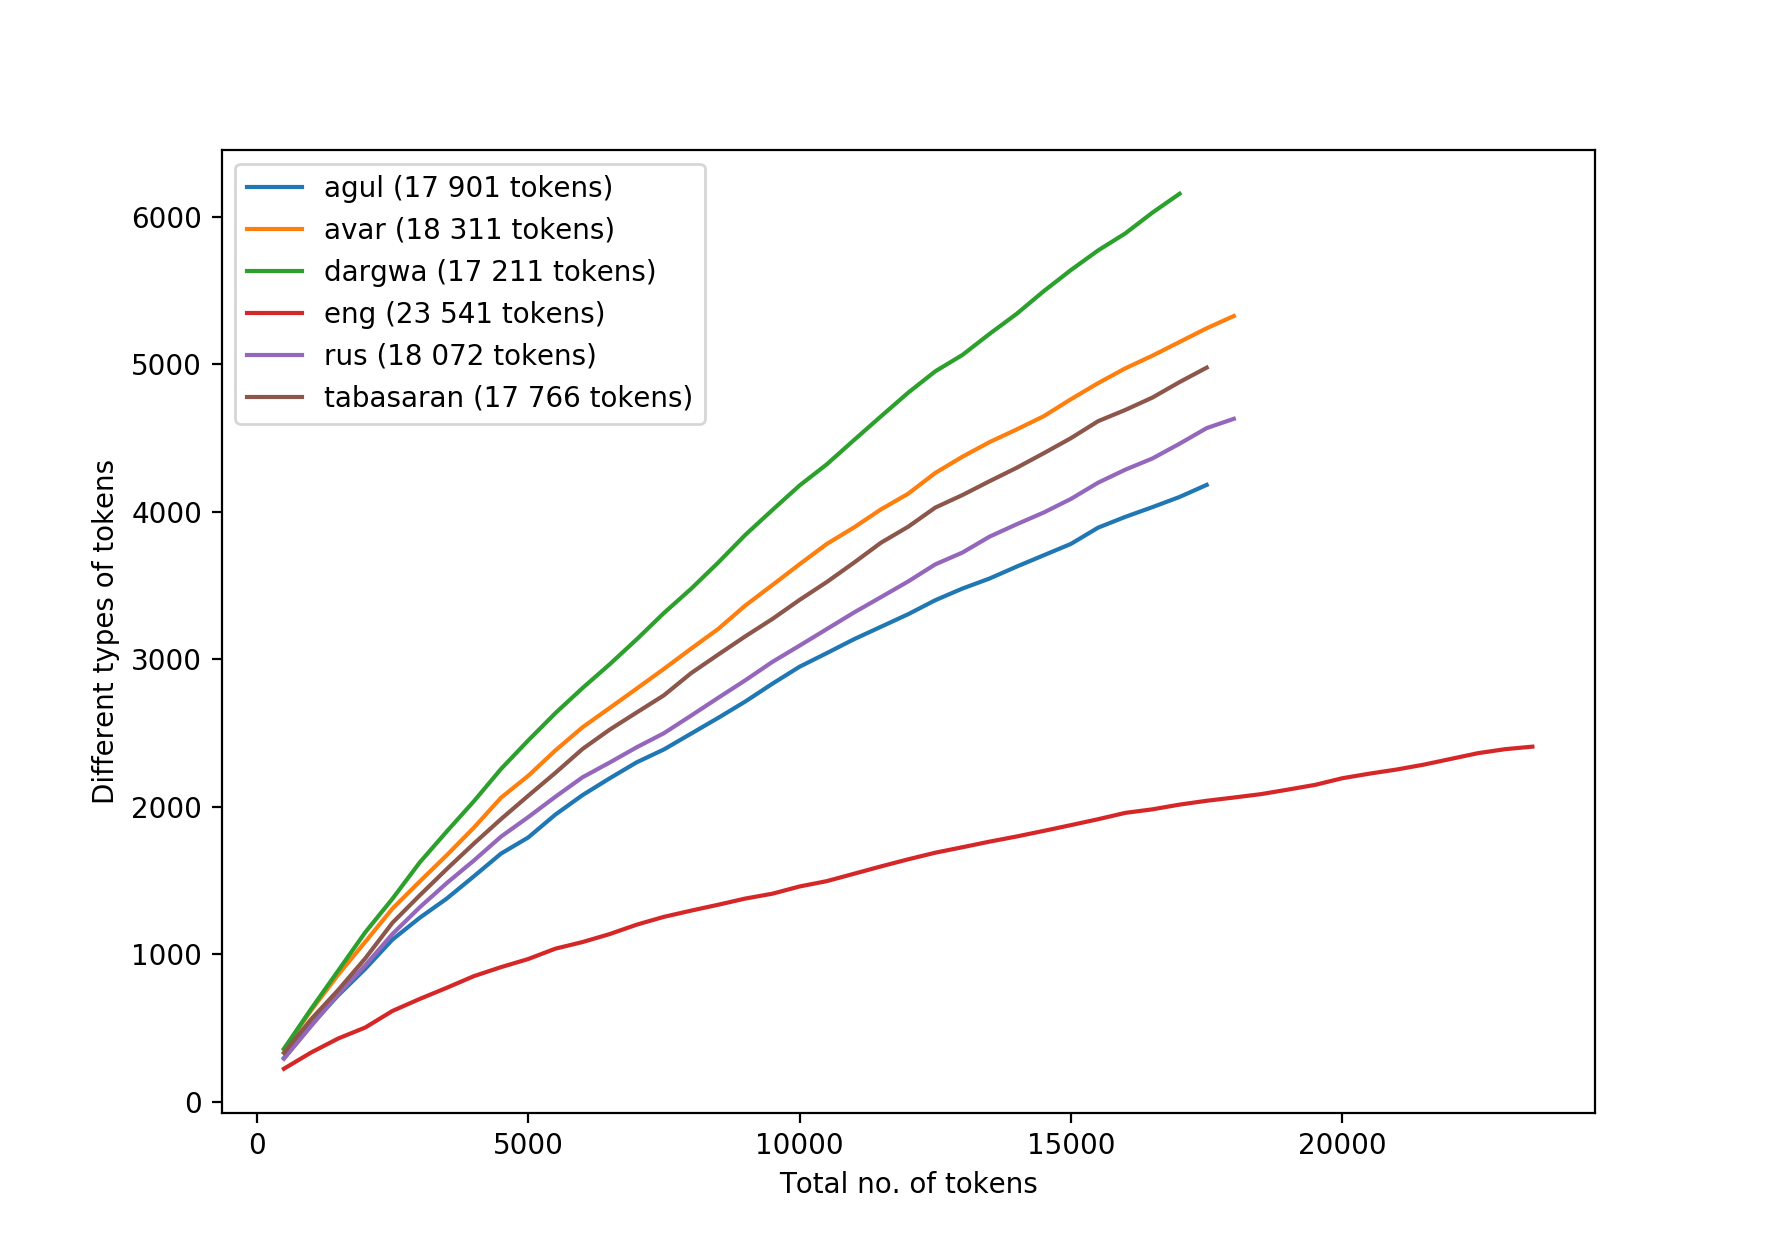 agul (17 901 tokens)
avar (18 311 tokens)
dargwa (17 211 tokens)
eng (23 541 tokens)
rus (18 072 tokens)
tabasaran (17 766 tokens)
Different types of tokens
6000
5000
4000
3000
2000
1000
0
0 5000 10000 15000 20000
Total no. of tokens